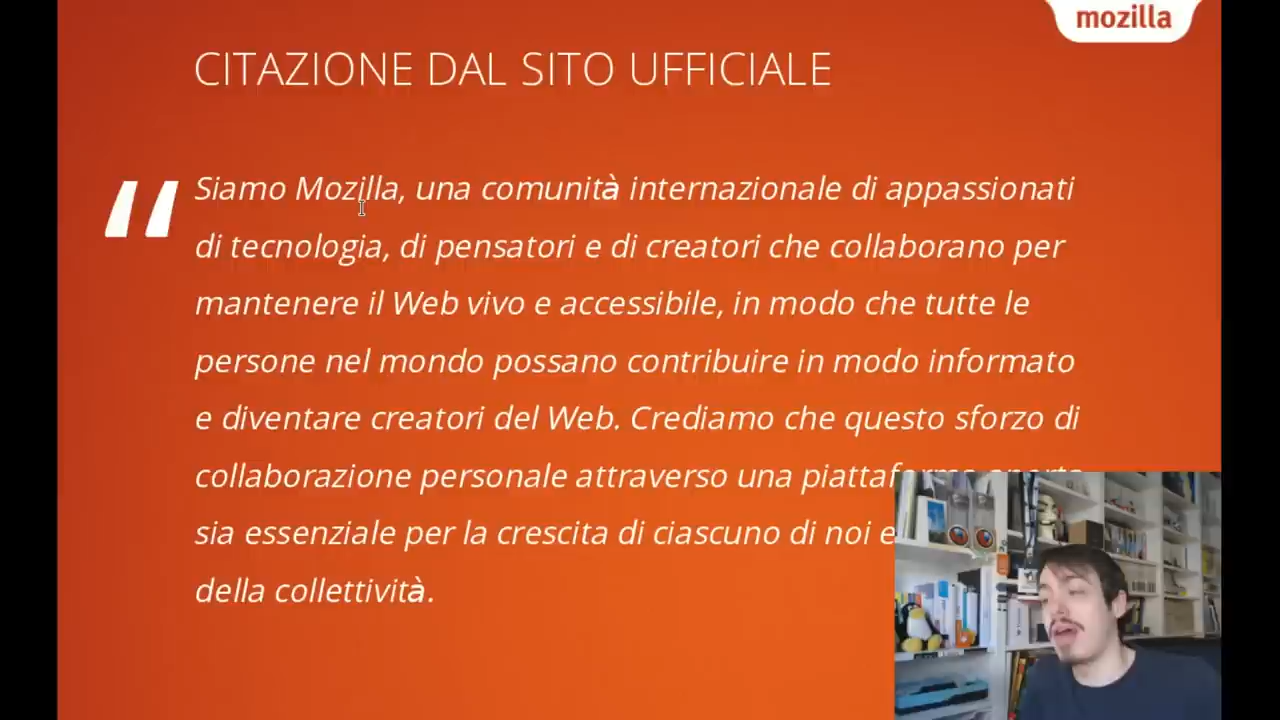 mozilla
CITAZIONE DAL SITO UFFICIALE
“
Siamo Mozilla, una comunità internazionale di appassionati
di tecnologia, di pensatori e di creatori che collaborano per
mantenere il Web vivo e accessibile, in modo che tutte le
persone nel mondo possano contribuire in modo informato
e diventare creatori del Web. Crediamo che questo sforzo di
collaborazione personale attraverso una
sia essenziale per la crescita di ciascuno di noi e
della collettività.